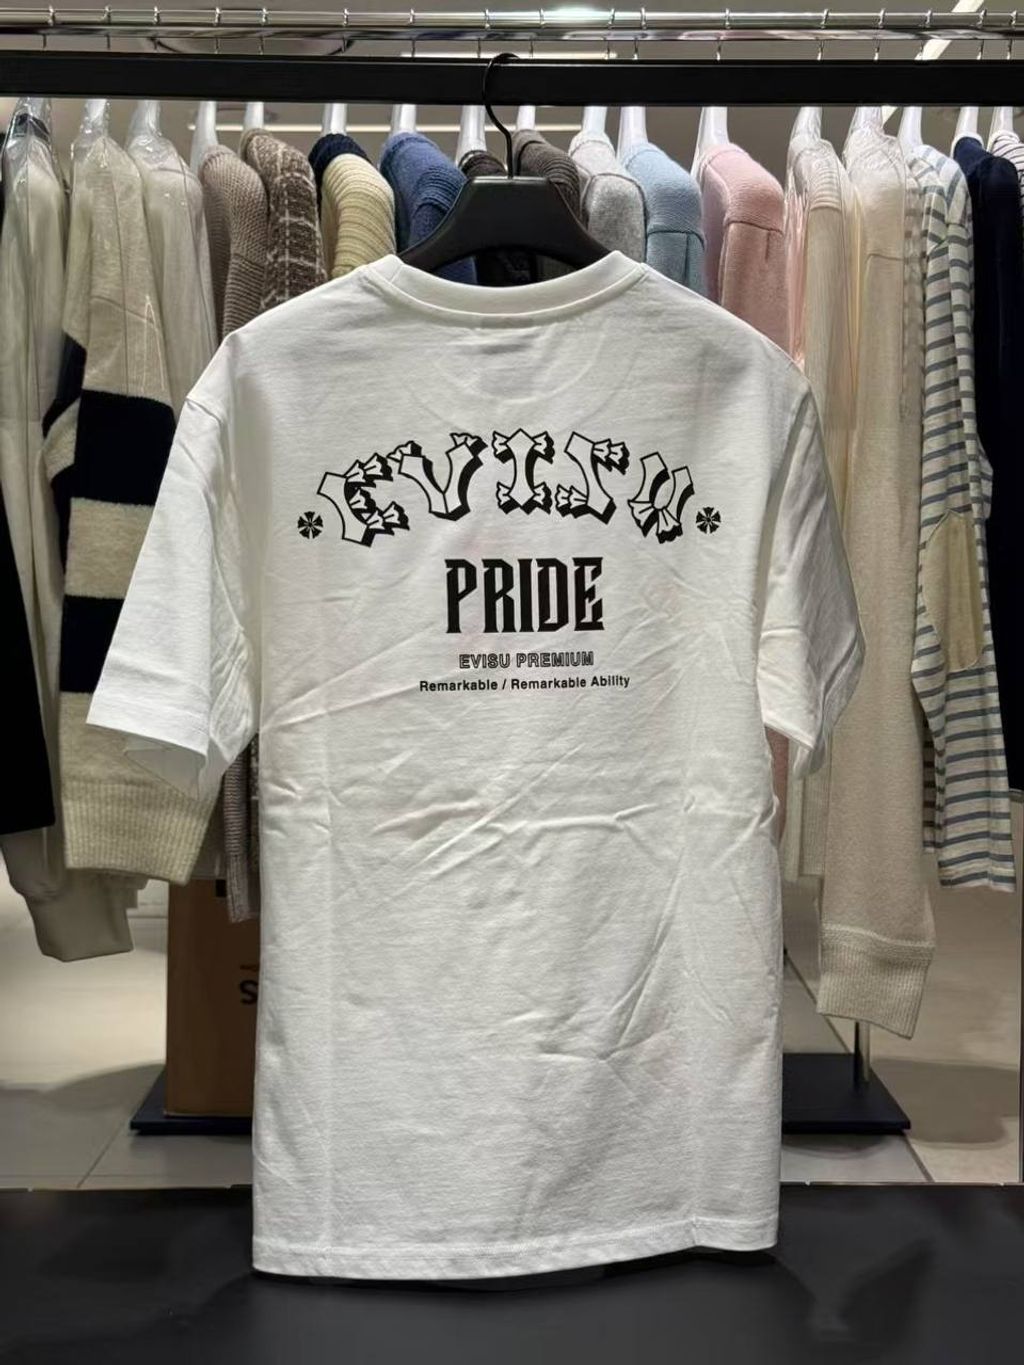 EVISU
PRIDE
EVISU PREMIUM
Remarkable / Remarkable Ability
S